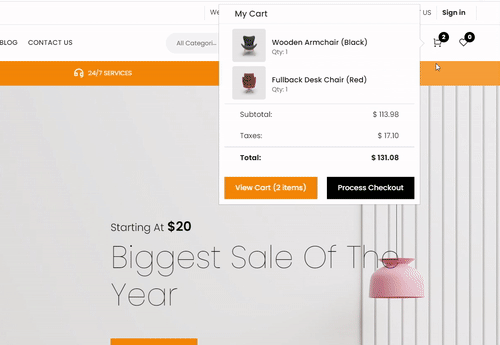 We
US
Sign in
BLOG
CONTACT US
All Categori...
2
0
24/7 SERVICES
My Cart
Wooden Armchair (Black)
Qty: 1
Fullback Desk Chair (Red)
Qty: 1
Subtotal: $ 113.98
Taxes: $ 17.10
Total: $ 131.08
View Cart (2 items)
Process Checkout
Starting At $20
Biggest Sale Of The
Year